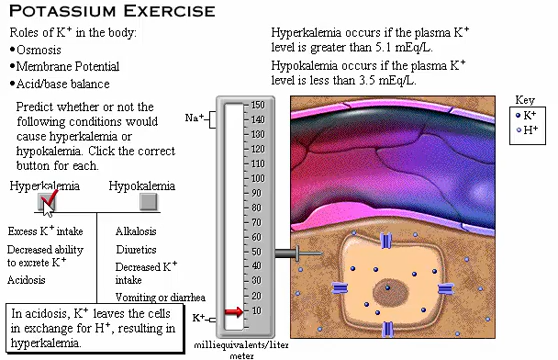 POTASSIUM EXERCISE
Roles of K+ in the body:
•Osmosis
•Membrane Potential
•Acid/base balance
Hyperkalemia occurs if the plasma K+
level is greater than 5.1 mEq/L.
Hypokalemia occurs if the plasma K+
level is less than 3.5 mEq/L.
Predict whether or not the
following conditions would
cause hyperkalemia or
hypokalemia. Click the correct
button for each.
Hyperkalemia
Hypokalemia
Excess K+ intake
Decreased ability
to excrete K+
Acidosis
Alkalosis
Diuretics
Decreased K+
intake
Vomiting or diarrhea
In acidosis, K+ leaves the cells
in exchange for H+, resulting in
hyperkalemia.
Na+
K+
150
140
130
120
110
100
90
80
70
60
50
40
30
20
10
milliequivalents/liter
meter
Key
K+
H+